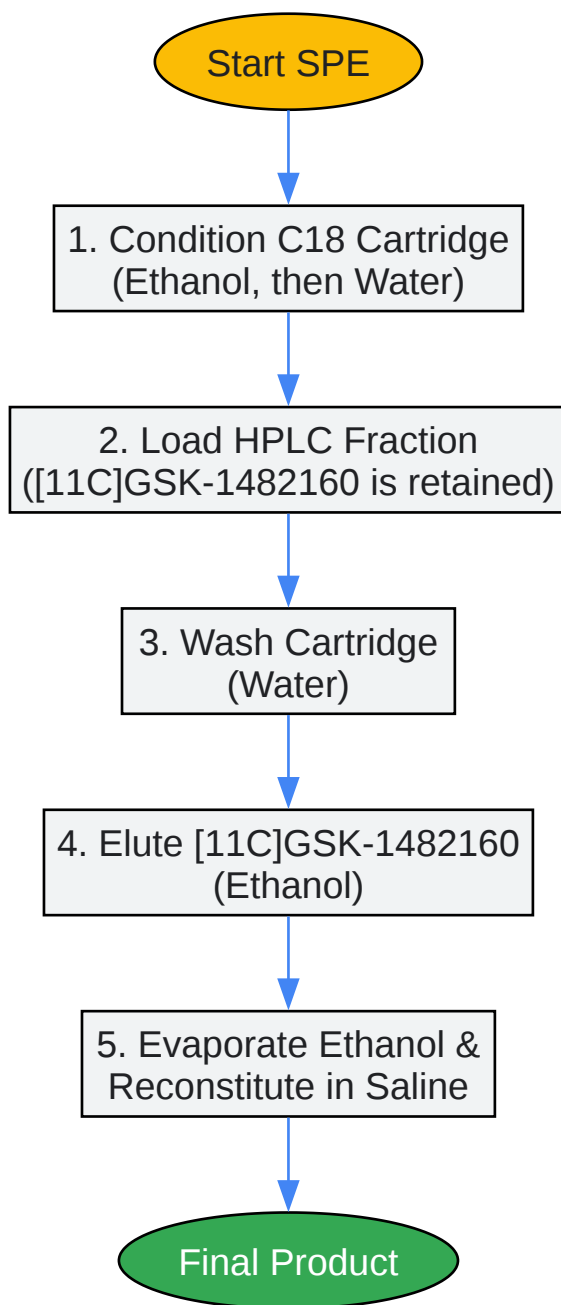 Start SPE
1. Condition C18 Cartridge
(Ethanol, then Water)
2. Load HPLC Fraction
([11C]GSK-1482160 is retained)
3. Wash Cartridge
(Water)
4. Elute [11C]GSK-1482160
(Ethanol)
5. Evaporate Ethanol &
Reconstitute in Saline
Final Product